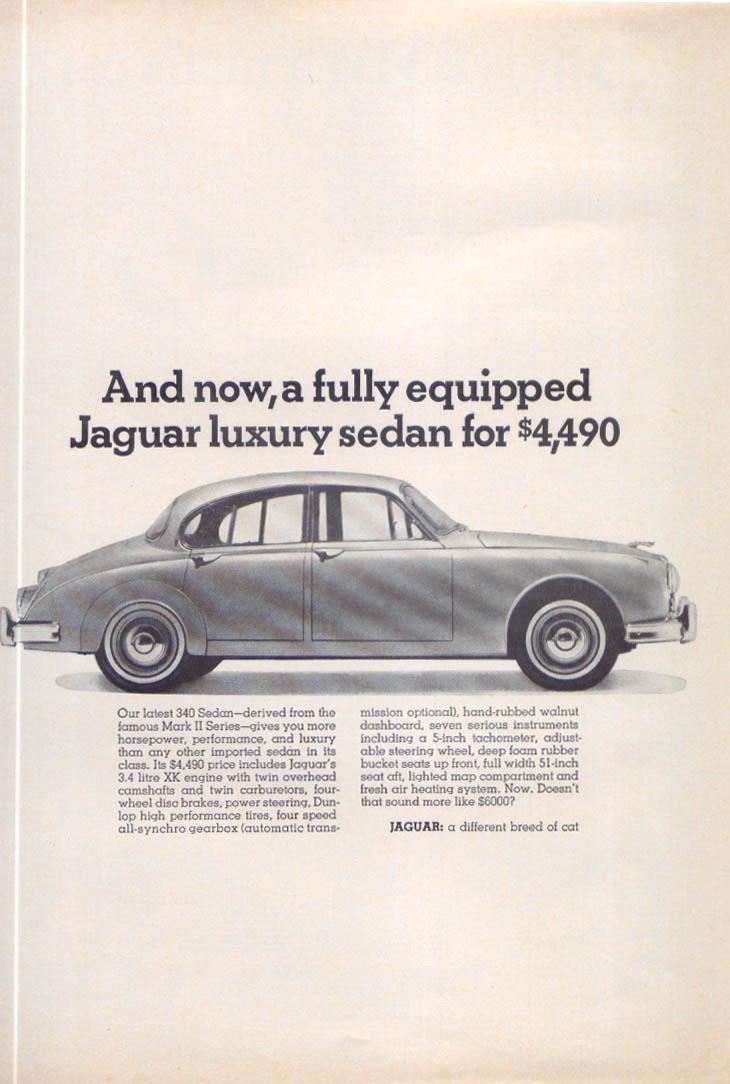 And now, a fully equipped
Jaguar luxury sedan for $4,490
Our latest 340 Sedan—derived from the
famous Mark II Series—gives you more
horsepower, performance, and luxury
than any other imported sedan in its
class. Its $4,490 price includes Jaguar's
3.4 litre XK engine with twin overhead
camshafts and twin carburetors, four-
wheel disc brakes, power steering, Dun-
lop high performance tires, four speed
all-synchro gearbox (automatic trans-
mission optional), hand-rubbed walnut
dashboard, seven serious instruments
including a 5-inch tachometer, adjust-
able steering wheel, deep foam rubber
bucket seats up front, full width 51-inch
seat aft, lighted map compartment and
fresh air heating system. Now. Doesn't
that sound more like $6000?
JAGUAR: a different breed of cat